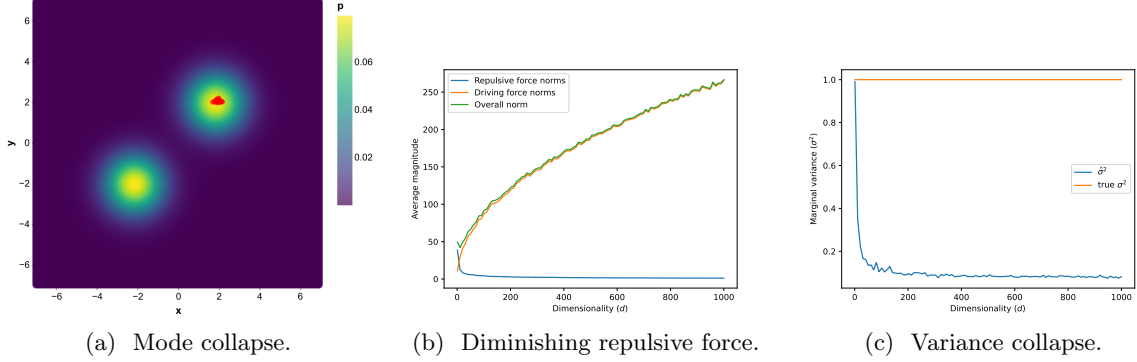 p
6
4
2
0
−2
−4
−6
y
−6
−4
−2
0
2
4
6
x
0.06
0.04
0.02
(a) Mode collapse.
Repulsive force norms
Driving force norms
Overall norm
250
200
150
100
50
0
Average magnitude
0
200
400
600
800
1000
Dimensionality (d)
(b) Diminishing repulsive force.
1.0
0.8
0.6
0.4
0.2
Marginal variance (σ²)
σ̂²
true σ²
0
200
400
600
800
1000
Dimensionality (d)
(c) Variance collapse.